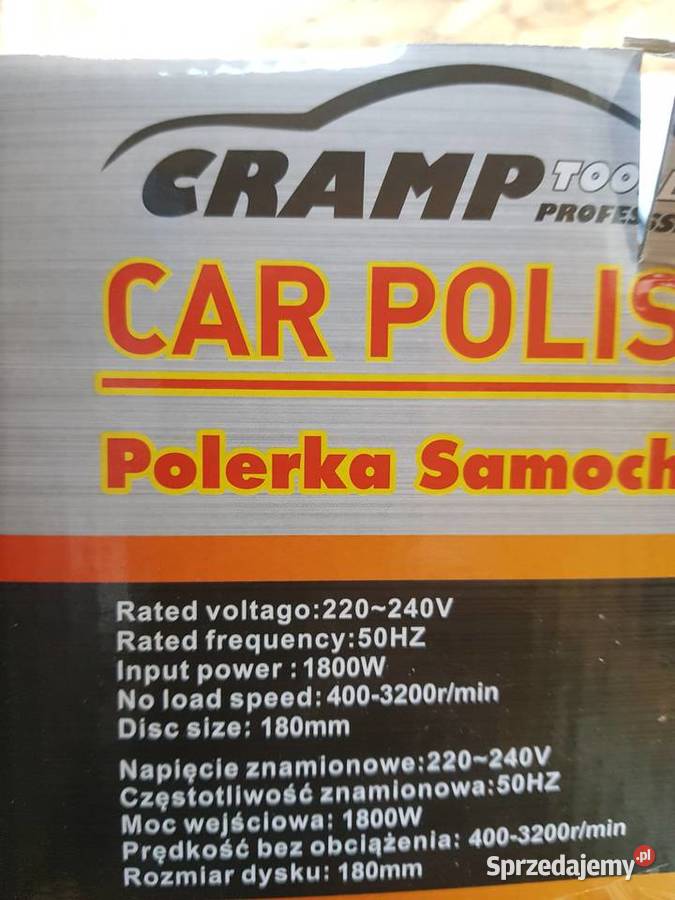 CRAMP TOO
PROFESS
CAR POLIS
Polerka Samoch
Rated voltago:220~240V
Rated frequency:50HZ
Input power : 1800W
No load speed: 400-3200r/min
Disc size: 180mm
Napięcie znamionowe:220~240V
Częstotliwość znamionowa:50HZ
Moc wejściowa: 1800W
Prędkość bez obciążenia: 400-3200r/min
Rozmiar dysku: 180mm
Sprzedajemy.pl